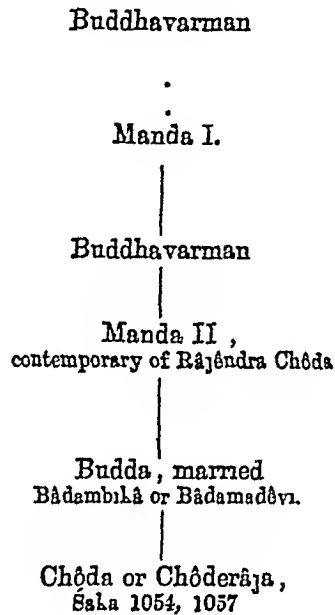 Buddhavarman
Manda I.
Buddhavarman
Manda II,
contemporary of Râjêndra Chôda
Budda, married
Bâdambikâ or Bâdamadêvi.
Chôda or Chôderâja,
Śaka 1054, 1057